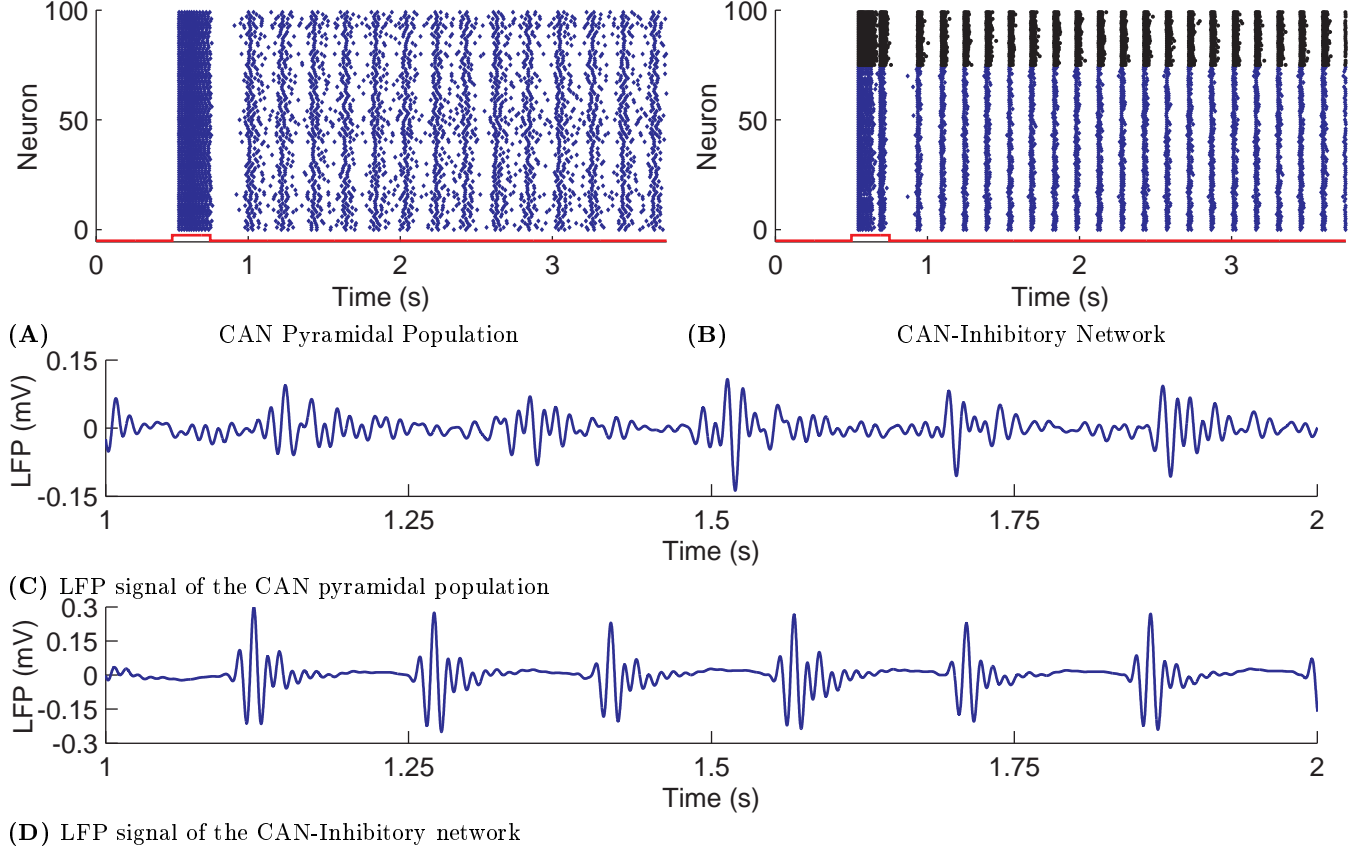 100
50
0
Neuron
0 1 2 3
Time (s)
(A) CAN Pyramidal Population
100
50
0
Neuron
0 1 2 3
Time (s)
(B) CAN-Inhibitory Network
0.15
0
-0.15
LFP (mV)
1 1.25 1.5 1.75 2
Time (s)
(C) LFP signal of the CAN pyramidal population
0.3
0.15
0
-0.15
-0.3
LFP (mV)
1 1.25 1.5 1.75 2
Time (s)
(D) LFP signal of the CAN-Inhibitory network